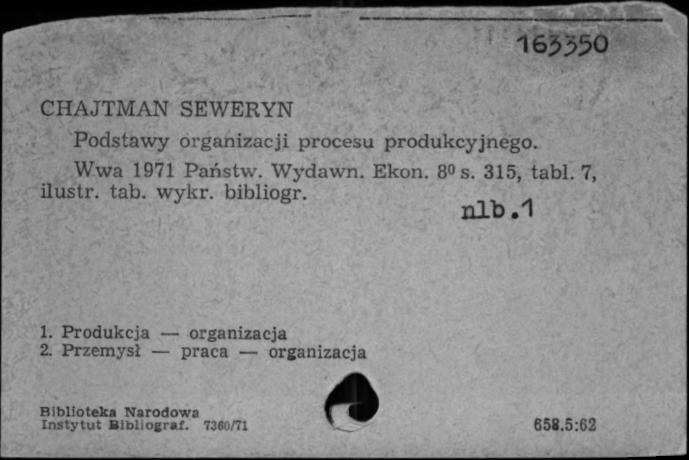 163350
CHAJTMAN SEWERYN
Podstawy organizacji procesu produkcyjnego.
Wwa 1971 Państw. Wydawn. Ekon. 8⁰ s. 315, tabl. 7,
ilustr. tab. wykr. bibliogr.
nlb.1
1. Produkcja — organizacja
2. Przemysł — praca — organizacja
Biblioteka Narodowa
Instytut Bibliograf. 7360/71
658.5:62